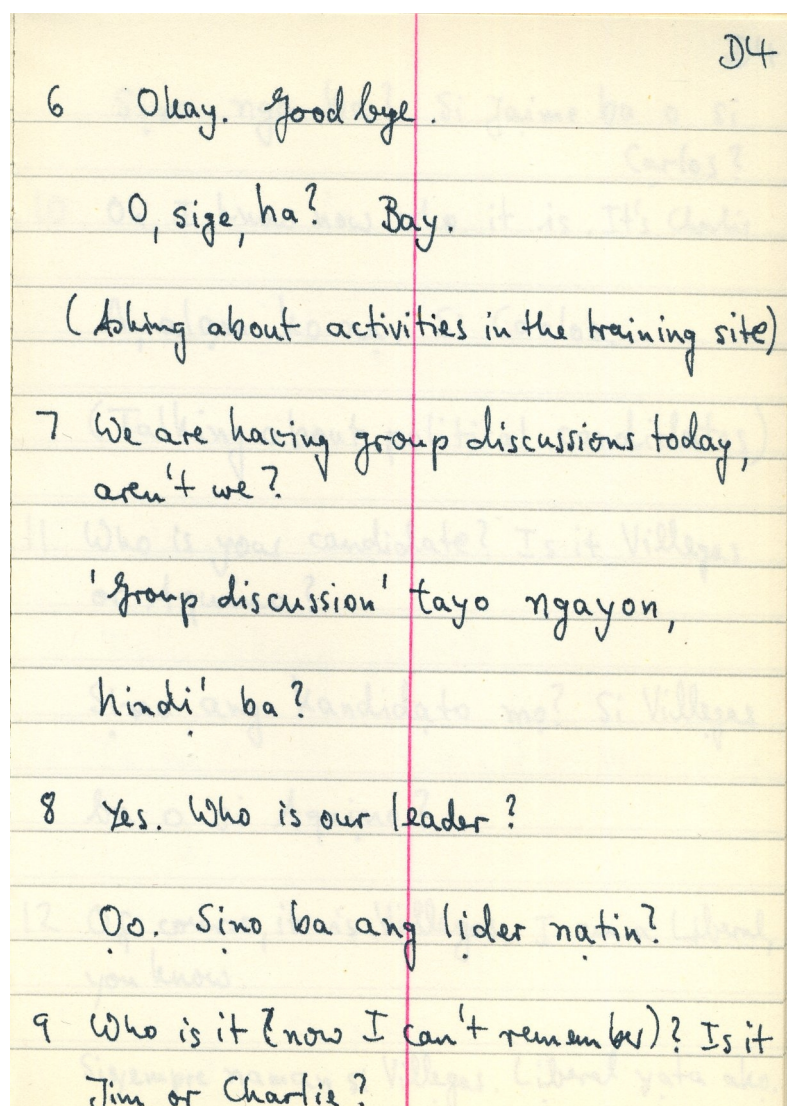 D4
6 Okay. Good bye.
O, sige, ha? Bay.
(Asking about activities in the training site)
7 We are having group discussions today,
aren't we?
'Group discussion' tayo ngayon,
hindi' ba?
8 Yes. Who is our leader?
Oo. Sino ba ang lider natin?
9 Who is it (now I can't remember)? Is it
Jim or Charlie?